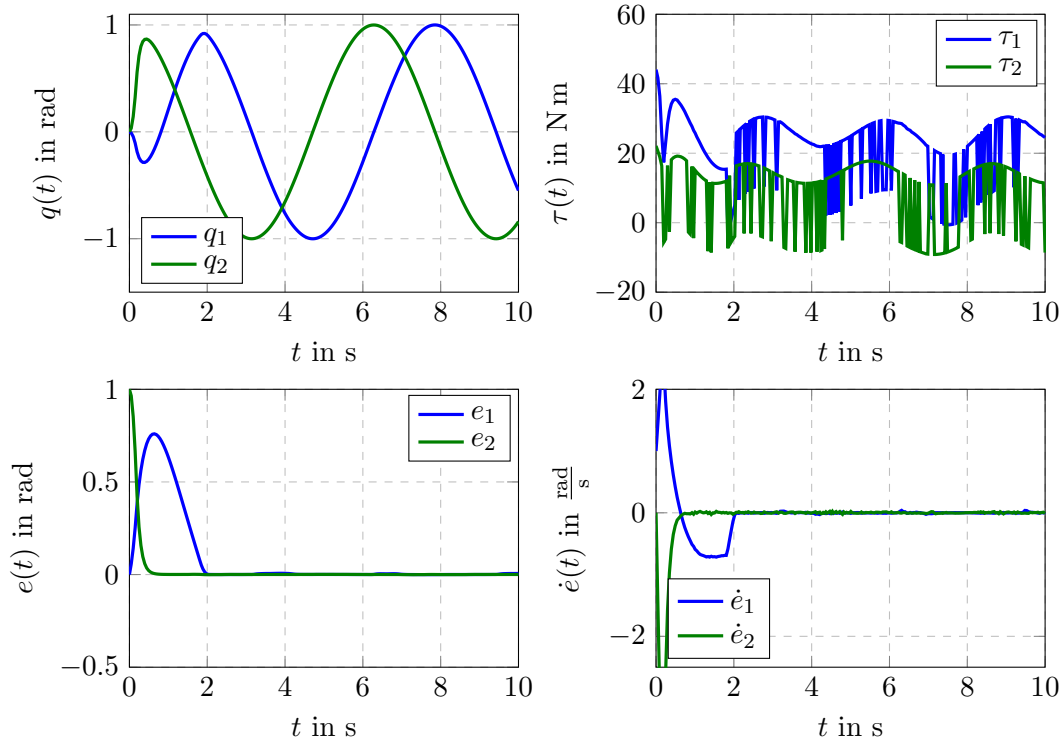 1
0
−1
q(t) in rad
q₁
q₂
0 2 4 6 8 10
t in s
60
40
20
0
−20
τ(t) in N m
τ₁
τ₂
0 2 4 6 8 10
t in s
1
0.5
0
−0.5
e(t) in rad
e₁
e₂
0 2 4 6 8 10
t in s
2
0
−2
ė(t) in rad/s
ė₁
ė₂
0 2 4 6 8 10
t in s